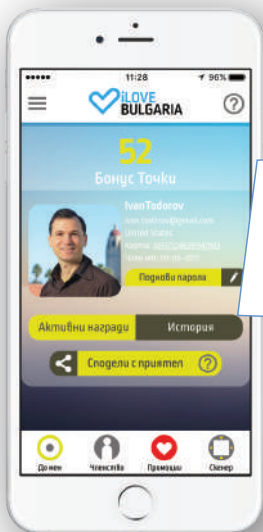 11:28
96%
iLOVE
BULGARIA
?
52
Бонус Точки
IvanTodorov
United States
Поднови парола
Активни награди
История
Сподели с приятел
?
До мен
Членства
Промоции
Скенер